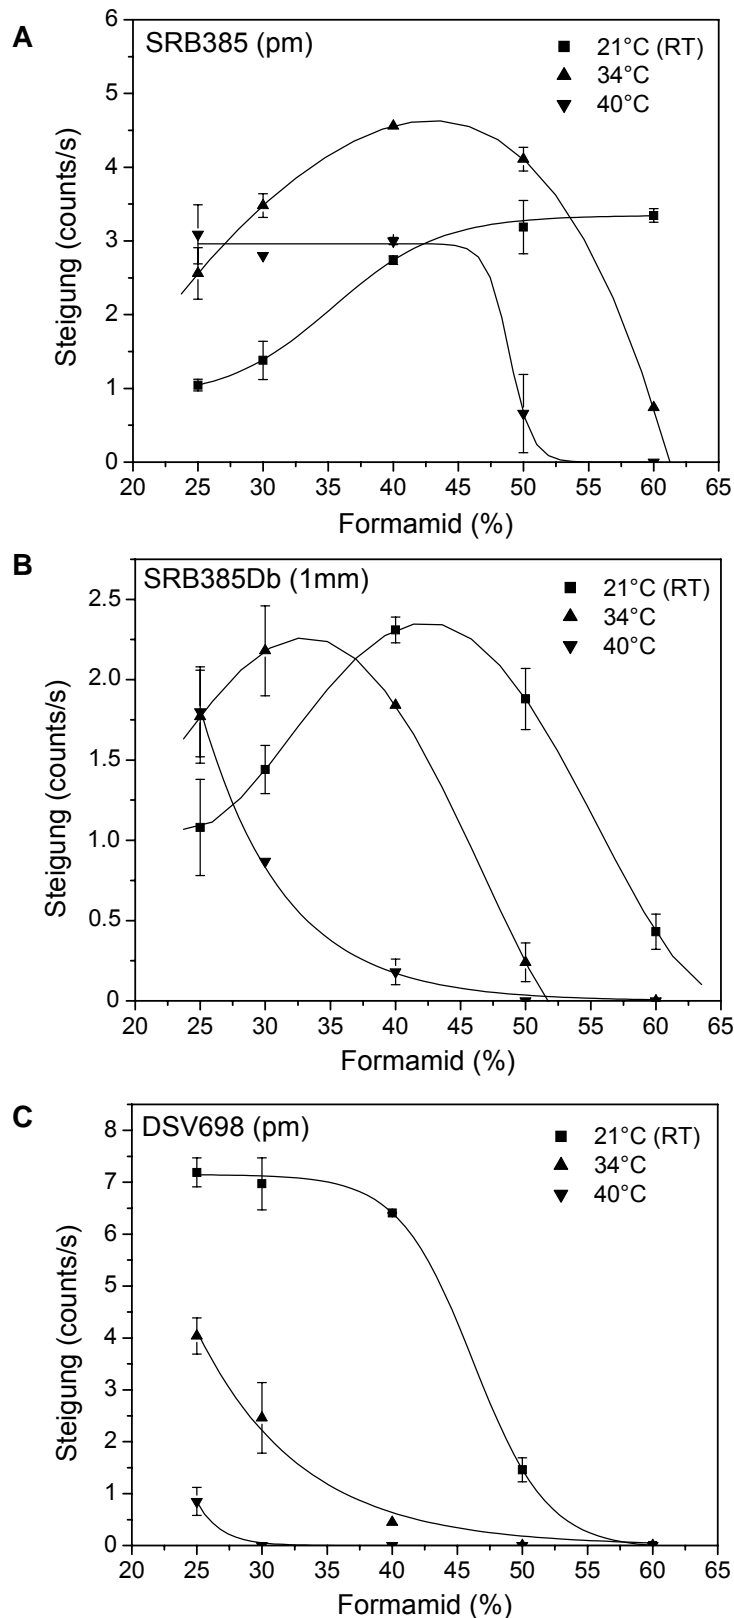 A
SRB385 (pm)
21°C (RT)
34°C
40°C
Steigung (counts/s)
6
5
4
3
2
1
0
20 25 30 35 40 45 50 55 60 65
Formamid (%)
B
SRB385Db (1mm)
21°C (RT)
34°C
40°C
Steigung (counts/s)
2.5
2.0
1.5
1.0
0.5
0
20 25 30 35 40 45 50 55 60 65
Formamid (%)
C
DSV698 (pm)
21°C (RT)
34°C
40°C
Steigung (counts/s)
8
7
6
5
4
3
2
1
0
20 25 30 35 40 45 50 55 60 65
Formamid (%)